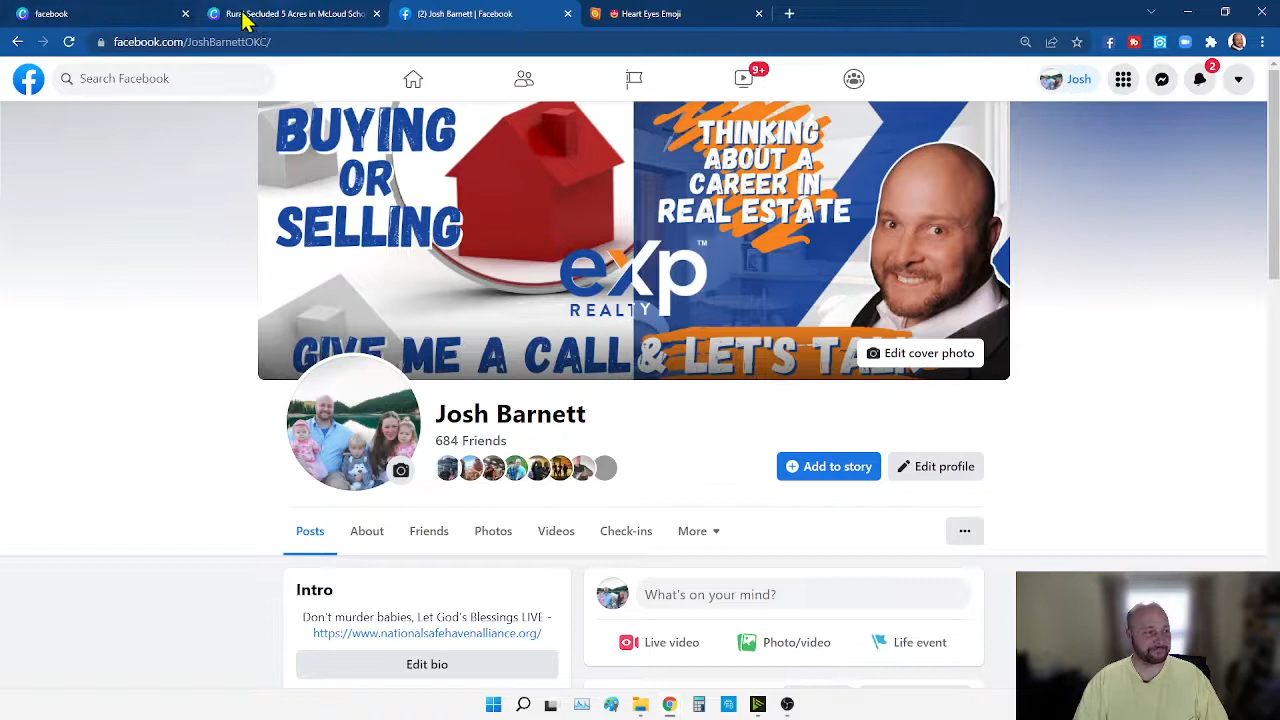 facebook
Rural Secluded 5 Acres in McLoud Scho
(2) Josh Barnett | Facebook
Heart Eyes Emoji
facebook.com/JoshBarnettOKC/
Search Facebook
9+
Josh
2
BUYING
OR
SELLING
THINKING
ABOUT A
CAREER IN
REAL ESTATE
eXp™
REALTY
GIVE ME A CALL & LET'S
Edit cover photo
Josh Barnett
684 Friends
Add to story
Edit profile
Posts
About
Friends
Photos
Videos
Check-ins
More
Intro
Don't murder babies, Let God's Blessings LIVE -
https://www.nationalsafehavenalliance.org/
Edit bio
What's on your mind?
Live video
Photo/video
Life event